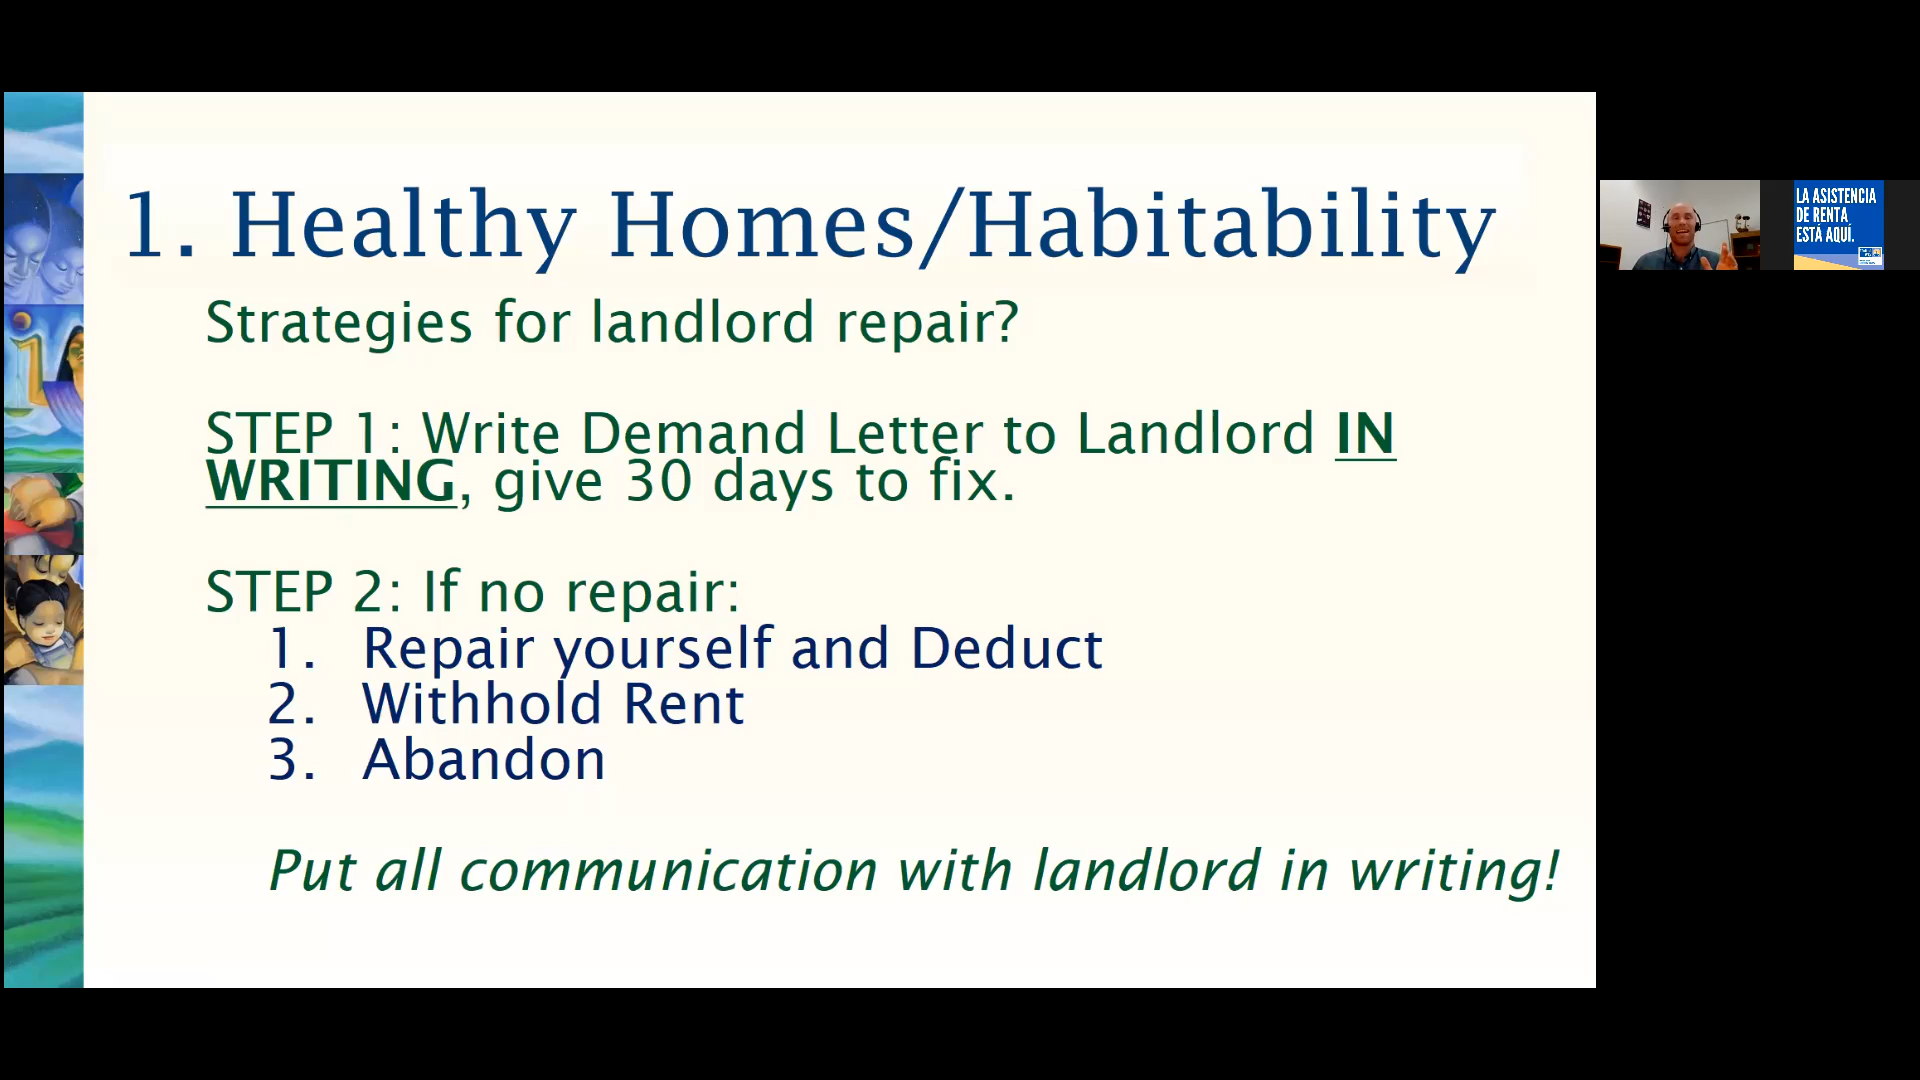 1. Healthy Homes/Habitability
Strategies for landlord repair?
STEP 1: Write Demand Letter to Landlord IN
WRITING, give 30 days to fix.
STEP 2: If no repair:
1. Repair yourself and Deduct
2. Withhold Rent
3. Abandon
Put all communication with landlord in writing!
LA ASISTENCIA
DE RENTA
ESTÁ AQUÍ.